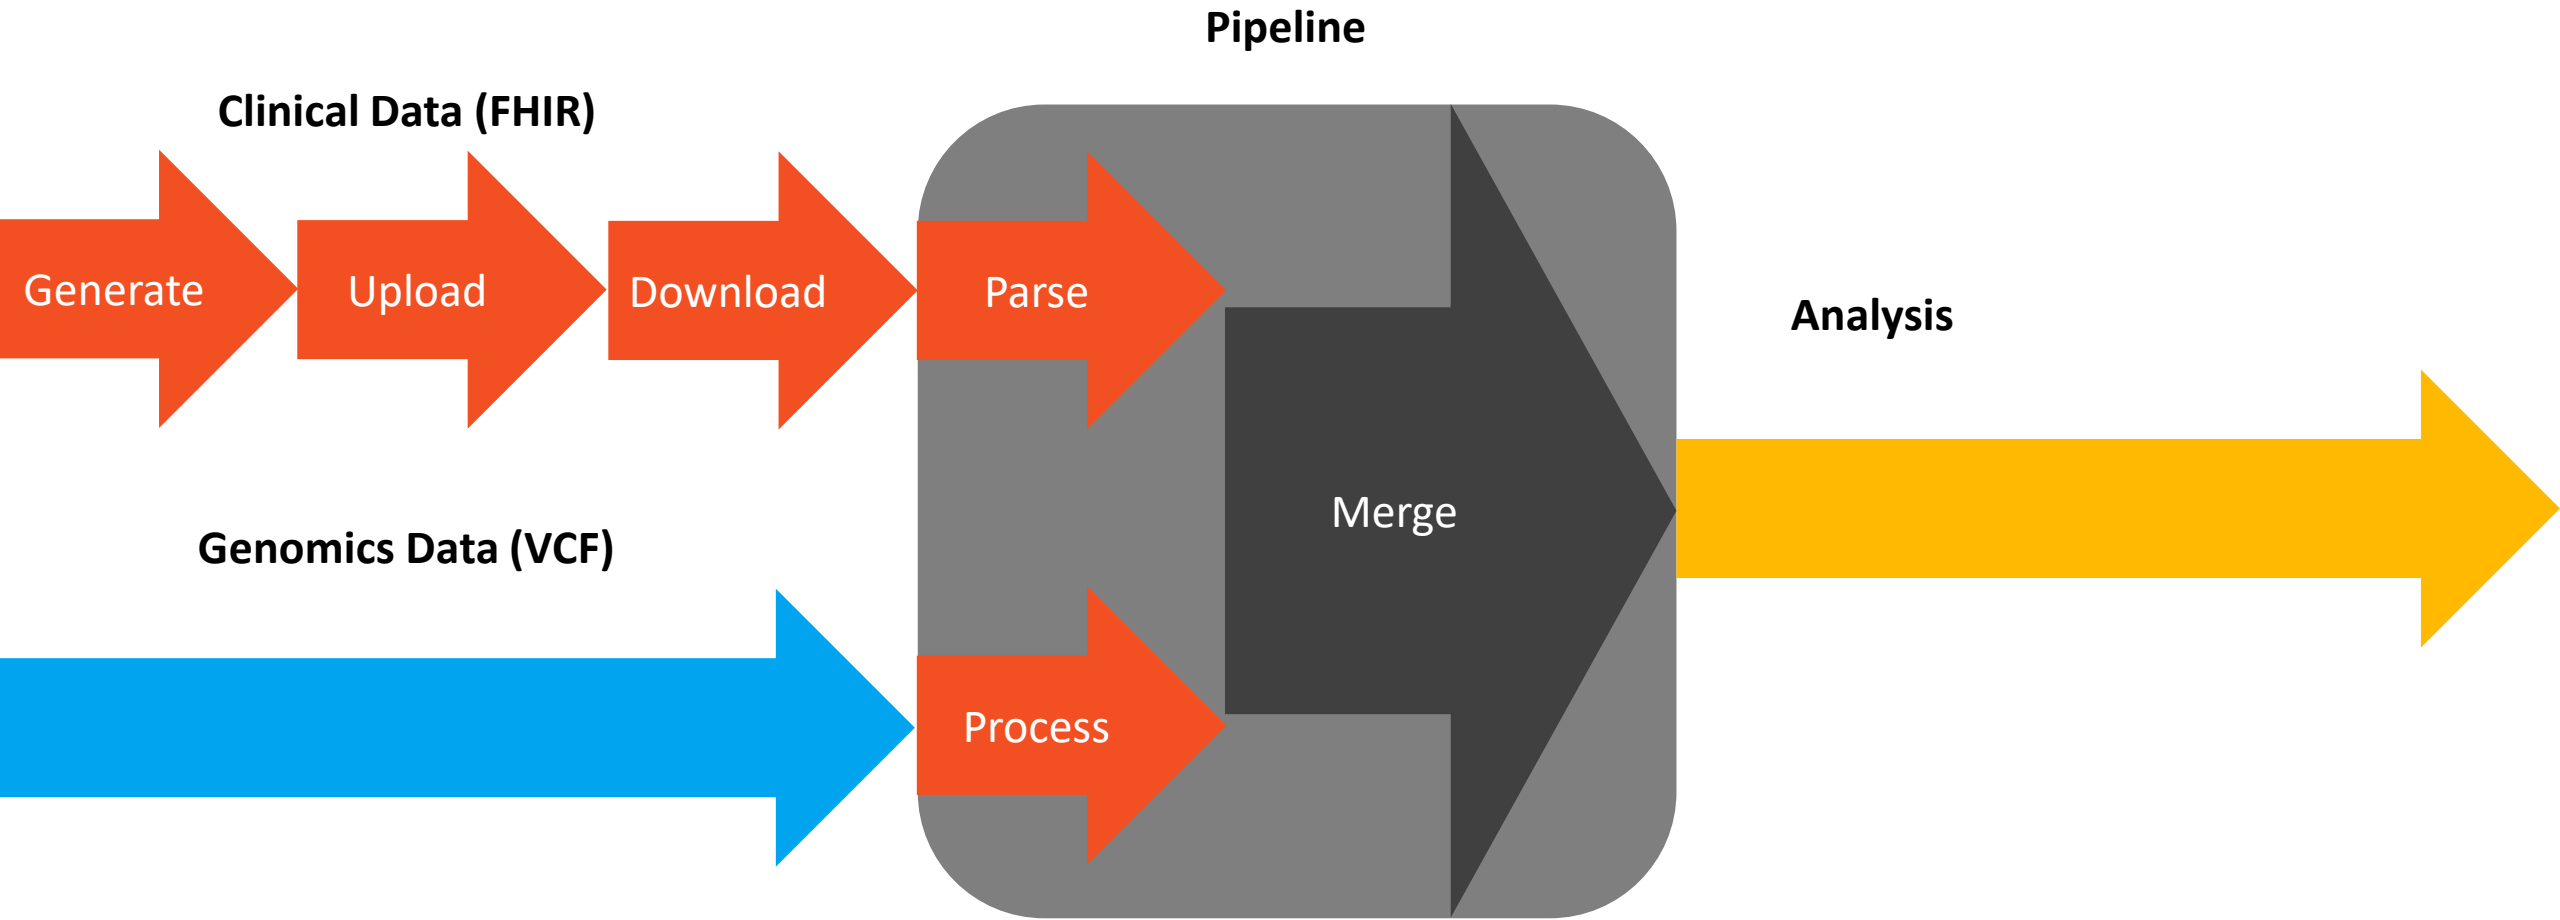 Pipeline
Clinical Data (FHIR)
Generate
Upload
Download
Parse
Analysis
Merge
Genomics Data (VCF)
Process